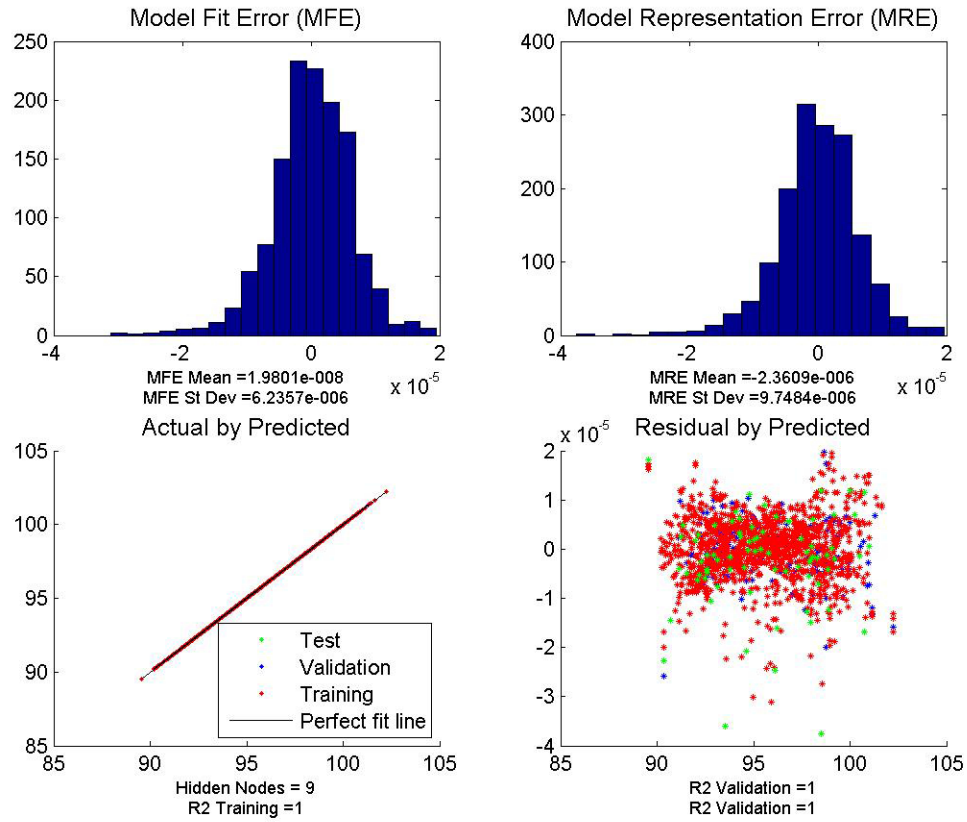 Model Fit Error (MFE)
250
200
150
100
50
0
-4
-2
0
2
x 10^-5
MFE Mean =1.9801e-008
MFE St Dev =6.2357e-006
Model Representation Error (MRE)
400
300
200
100
0
-4
-2
0
2
x 10^-5
MRE Mean =-2.3609e-006
MRE St Dev =9.7484e-006
Actual by Predicted
105
100
95
90
85
85
90
95
100
105
Test
Validation
Training
Perfect fit line
Hidden Nodes = 9
R2 Training =1
x 10^-5
Residual by Predicted
2
1
0
-1
-2
-3
-4
85
90
95
100
105
R2 Validation =1
R2 Validation =1